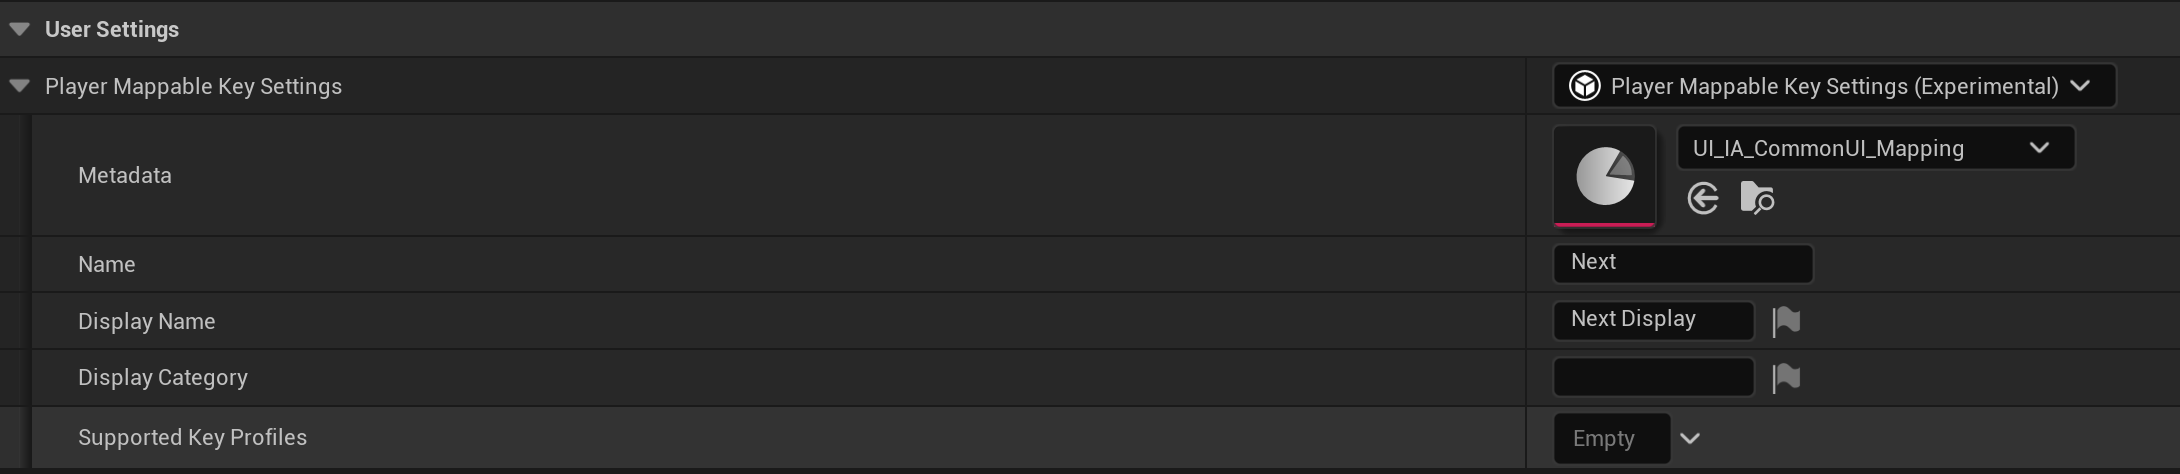 User Settings
Player Mappable Key Settings
Player Mappable Key Settings (Experimental)
Metadata
UI_IA_CommonUI_Mapping
Name
Next
Display Name
Next Display
Display Category
Supported Key Profiles
Empty